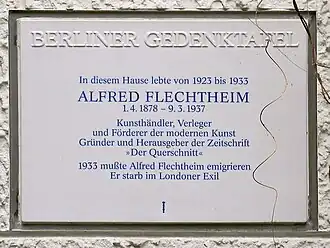 BERLINER GEDENKTAFEL
In diesem Hause lebte von 1923 bis 1933
ALFRED FLECHTHEIM
1. 4. 1878 – 9. 3. 1937
Kunsthändler, Verleger
und Förderer der modernen Kunst
Gründer und Herausgeber der Zeitschrift
»Der Querschnitt«
1933 mußte Alfred Flechtheim emigrieren
Er starb im Londoner Exil